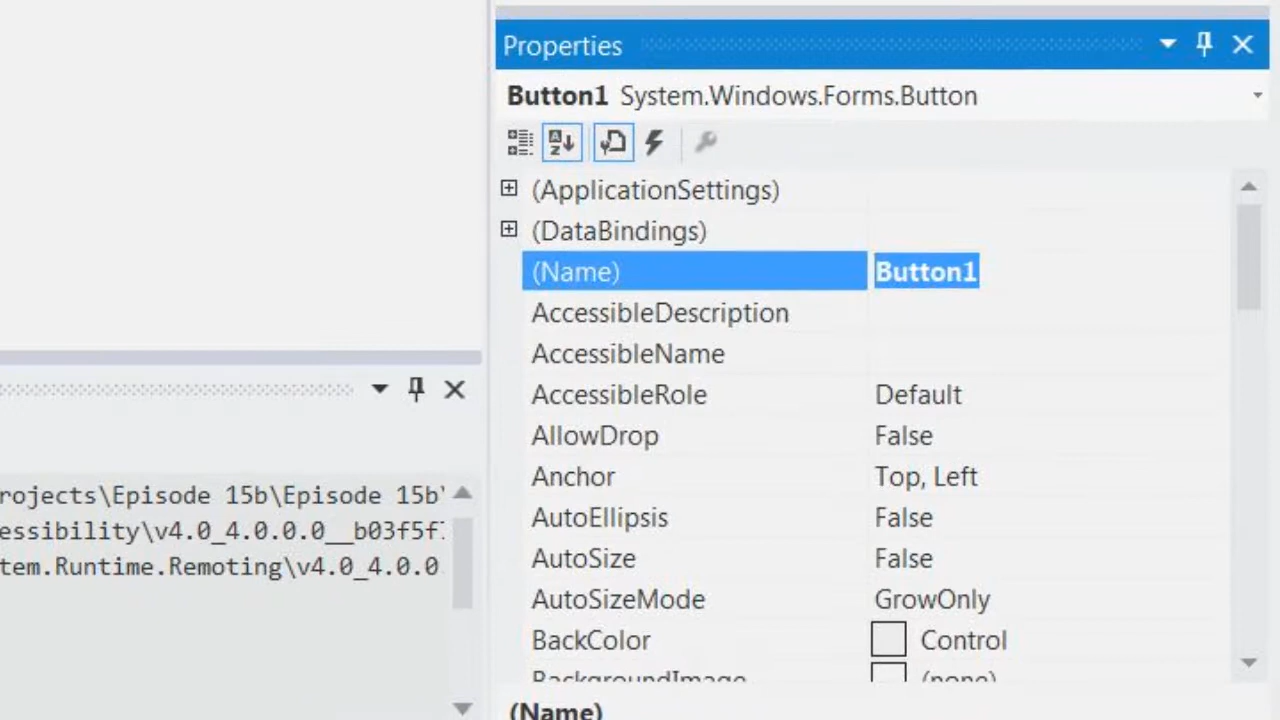 Properties
Button1 System.Windows.Forms.Button
(ApplicationSettings)
(DataBindings)
(Name) Button1
AccessibleDescription
AccessibleName
AccessibleRole Default
AllowDrop False
Anchor Top, Left
AutoEllipsis False
AutoSize False
AutoSizeMode GrowOnly
BackColor Control
BackgroundImage (none)
(Name)
rojects\Episode 15b\Episode 15b\
essibility\v4.0_4.0.0.0__b03f5f
tem.Runtime.Remoting\v4.0_4.0.0